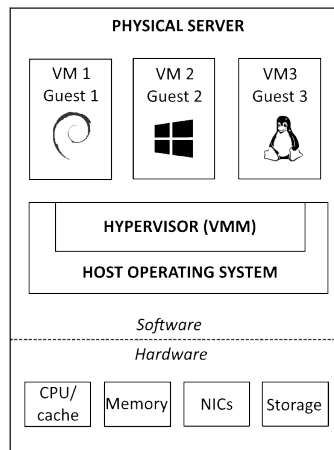 PHYSICAL SERVER
VM 1
Guest 1
VM 2
Guest 2
VM3
Guest 3
HYPERVISOR (VMM)
HOST OPERATING SYSTEM
Software
Hardware
CPU/
cache
Memory
NICs
Storage